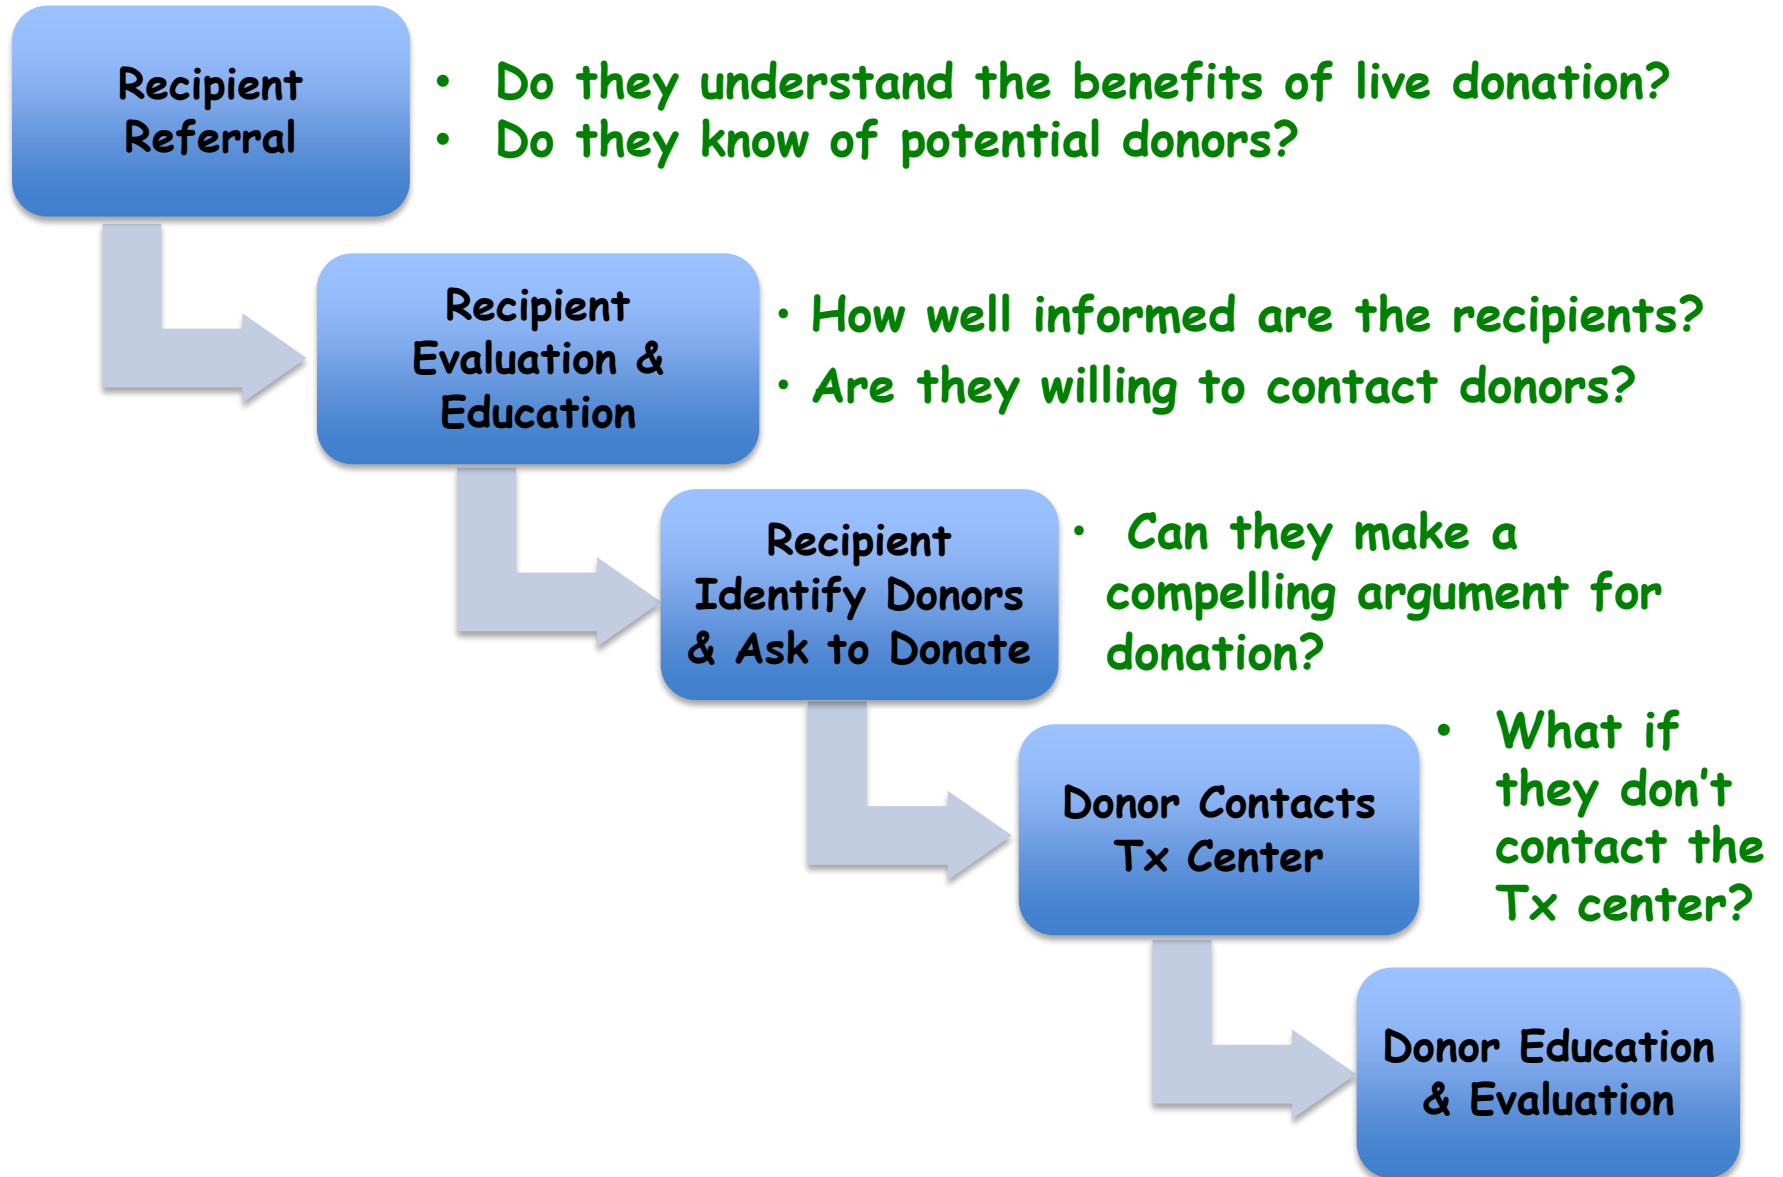 Recipient
Referral
• Do they understand the benefits of live donation?
• Do they know of potential donors?
Recipient
Evaluation &
Education
• How well informed are the recipients?
• Are they willing to contact donors?
Recipient
Identify Donors
& Ask to Donate
• Can they make a
compelling argument for
donation?
Donor Contacts
Tx Center
• What if
they don't
contact the
Tx center?
Donor Education
& Evaluation